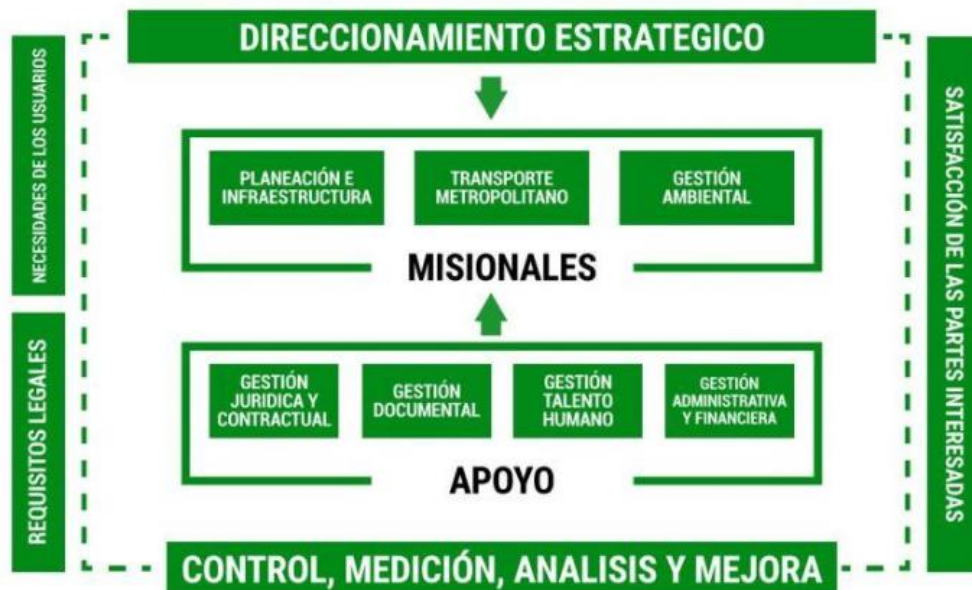 DIRECCIONAMIENTO ESTRATEGICO
NECESIDADES DE LOS USUARIOS
REQUISITOS LEGALES
PLANEACIÓN E
INFRAESTRUCTURA
TRANSPORTE
METROPOLITANO
GESTIÓN
AMBIENTAL
MISIONALES
GESTIÓN
JURIDICA Y
CONTRACTUAL
GESTIÓN
DOCUMENTAL
GESTIÓN
TALENTO
HUMANO
GESTIÓN
ADMINISTRATIVA
Y FINANCIERA
APOYO
CONTROL, MEDICIÓN, ANALISIS Y MEJORA
SATISFACCIÓN DE LAS PARTES INTERESADAS